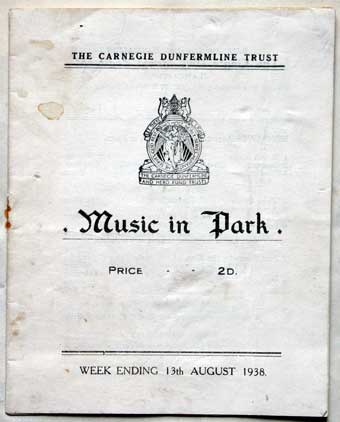 THE CARNEGIE DUNFERMLINE TRUST
THE CARNEGIE DUNFERMLINE
AND HERO FUND TRUSTS
. Music in Park .
PRICE - - 2D.
WEEK ENDING 13th AUGUST 1938.